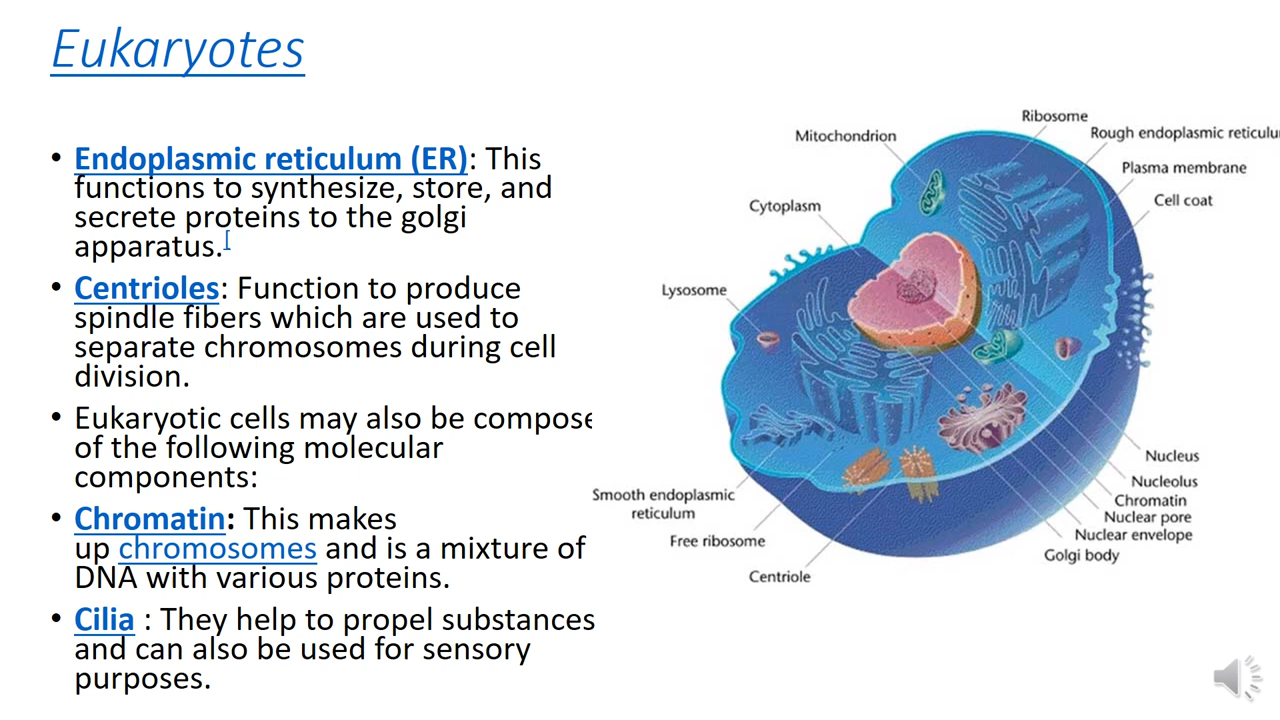 Eukaryotes
• Endoplasmic reticulum (ER): This
functions to synthesize, store, and
secrete proteins to the golgi
apparatus.[
• Centrioles: Function to produce
spindle fibers which are used to
separate chromosomes during cell
division.
• Eukaryotic cells may also be compose
of the following molecular
components:
• Chromatin: This makes
up chromosomes and is a mixture of
DNA with various proteins.
• Cilia : They help to propel substances
and can also be used for sensory
purposes.
Ribosome
Mitochondrion
Rough endoplasmic reticulu
Plasma membrane
Cell coat
Cytoplasm
Lysosome
Nucleus
Nucleolus
Chromatin
Nuclear pore
Nuclear envelope
Golgi body
Smooth endoplasmic
reticulum
Free ribosome
Centriole